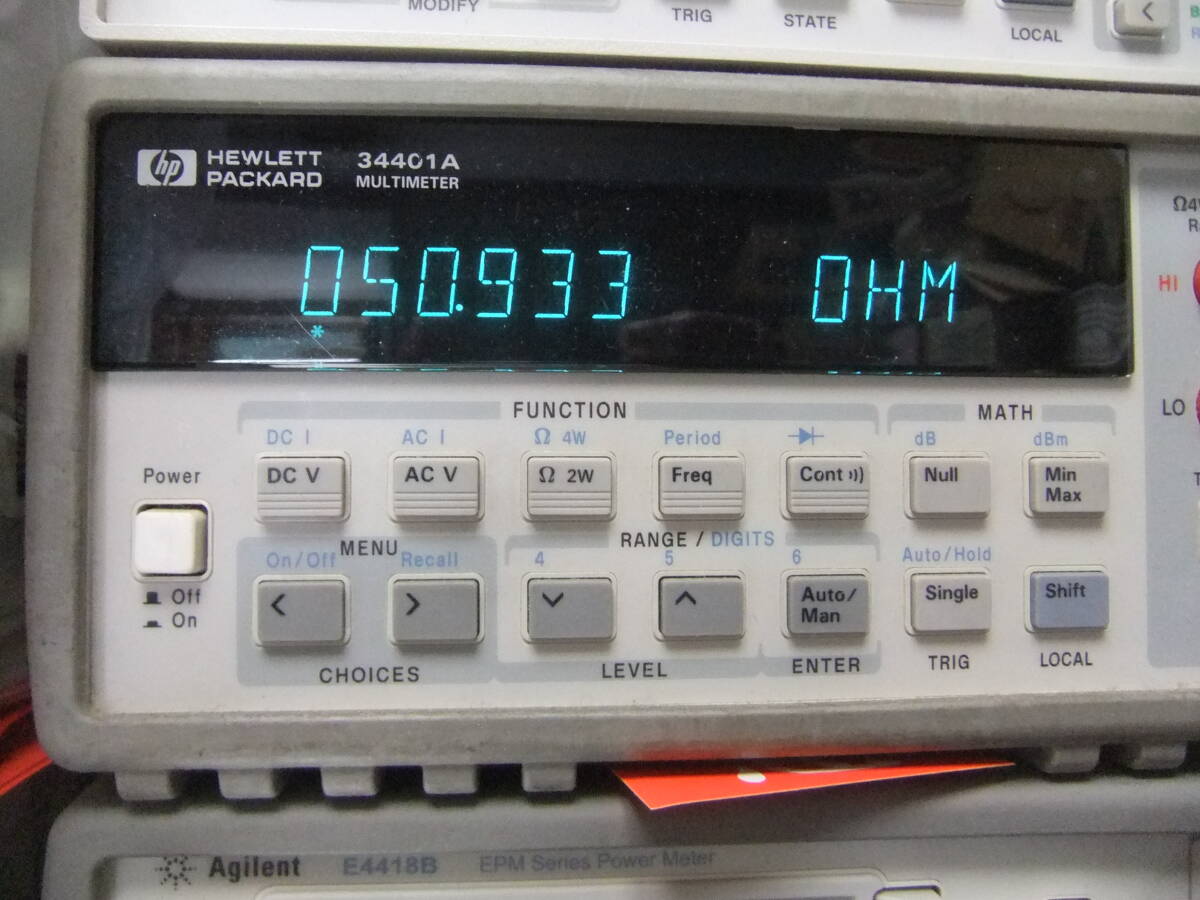 MODIFY
TRIG
STATE
LOCAL
<
hp HEWLETT PACKARD
34401A
MULTIMETER
050.933 OHM
*
Ω4W
HI
LO
FUNCTION
MATH
DC I
AC I
Ω 4W
Period
dB
dBm
Power
DC V
AC V
Ω 2W
Freq
Cont
Null
Min
Max
MENU
RANGE / DIGITS
On/Off
Recall
4
5
6
Auto/Hold
Off
On
<
>
Auto/
Man
Single
Shift
CHOICES
LEVEL
ENTER
TRIG
LOCAL
Agilent E4418B EPM Series Power Meter